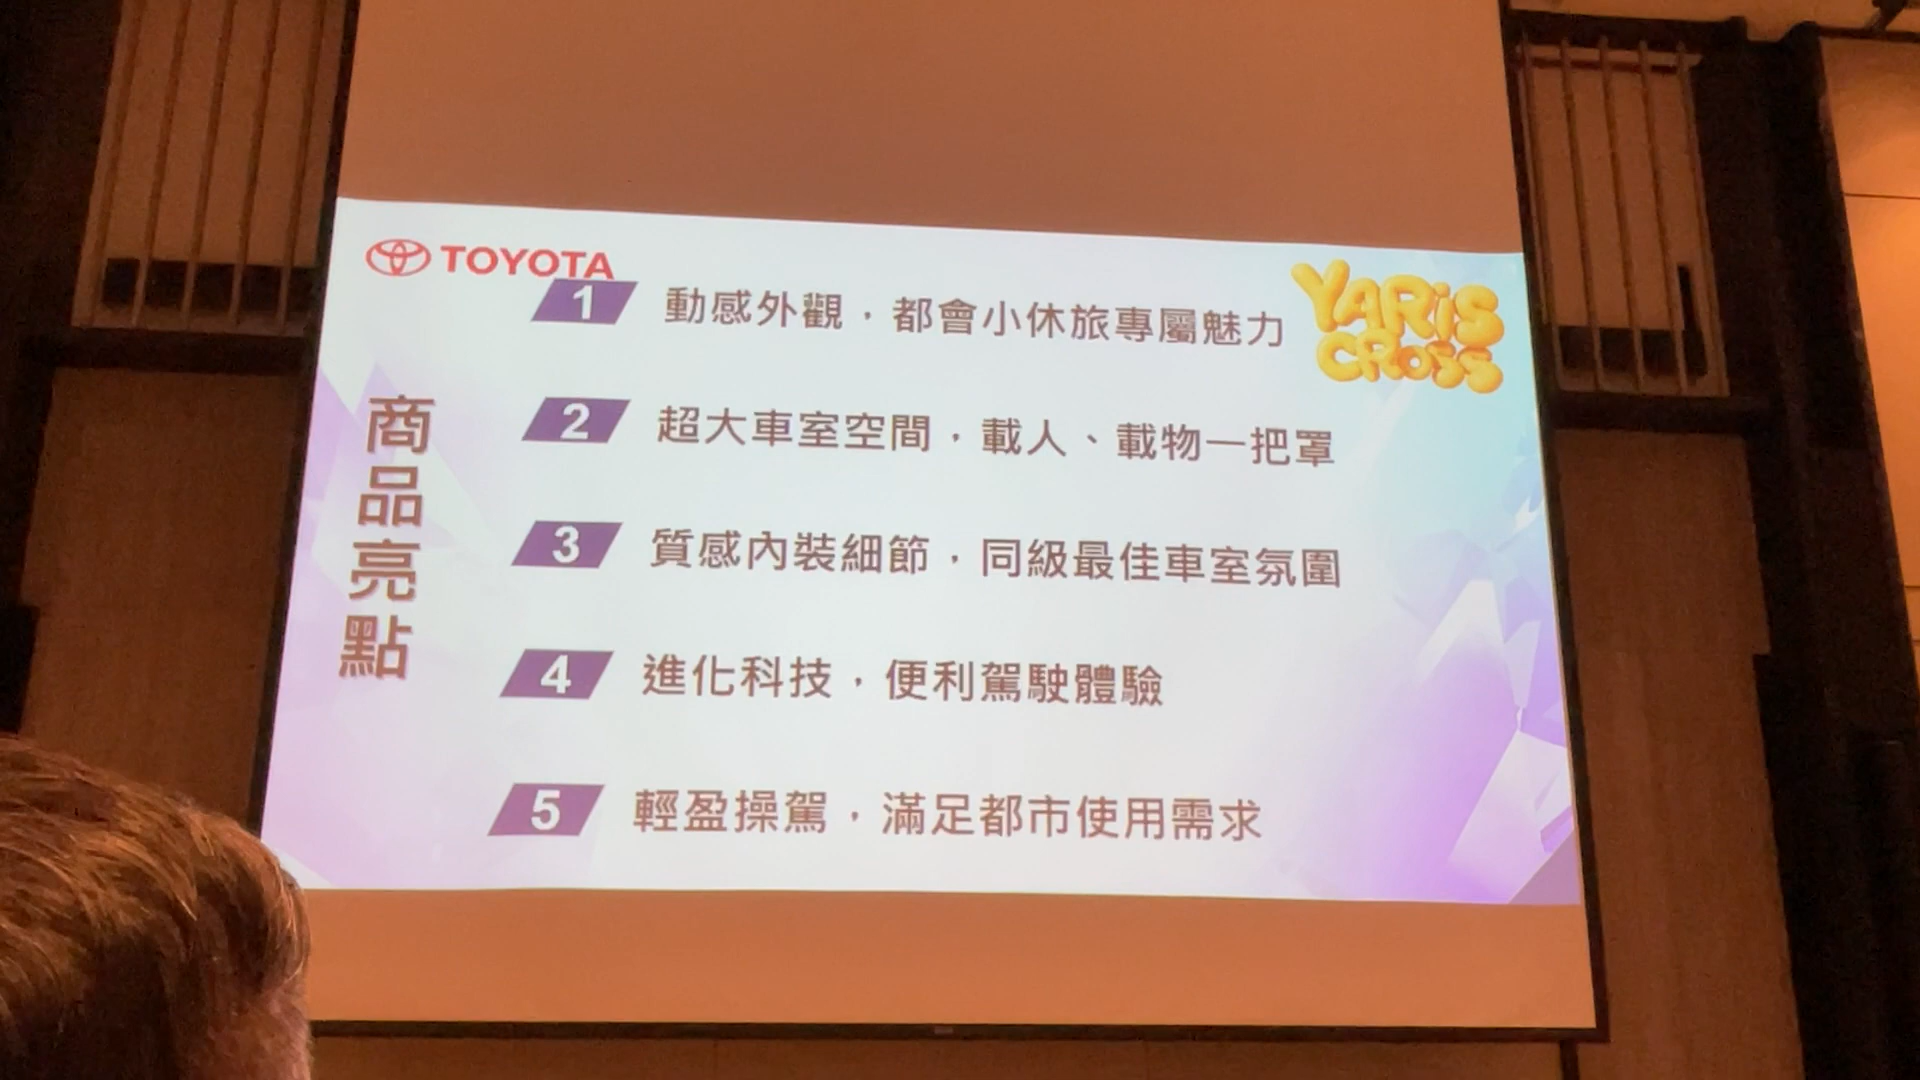 TOYOTA
YARiS
CROSS
商品亮點
1 動感外觀，都會小休旅專屬魅力
2 超大車室空間，載人、載物一把罩
3 質感內裝細節，同級最佳車室氛圍
4 進化科技，便利駕駛體驗
5 輕盈操駕，滿足都市使用需求